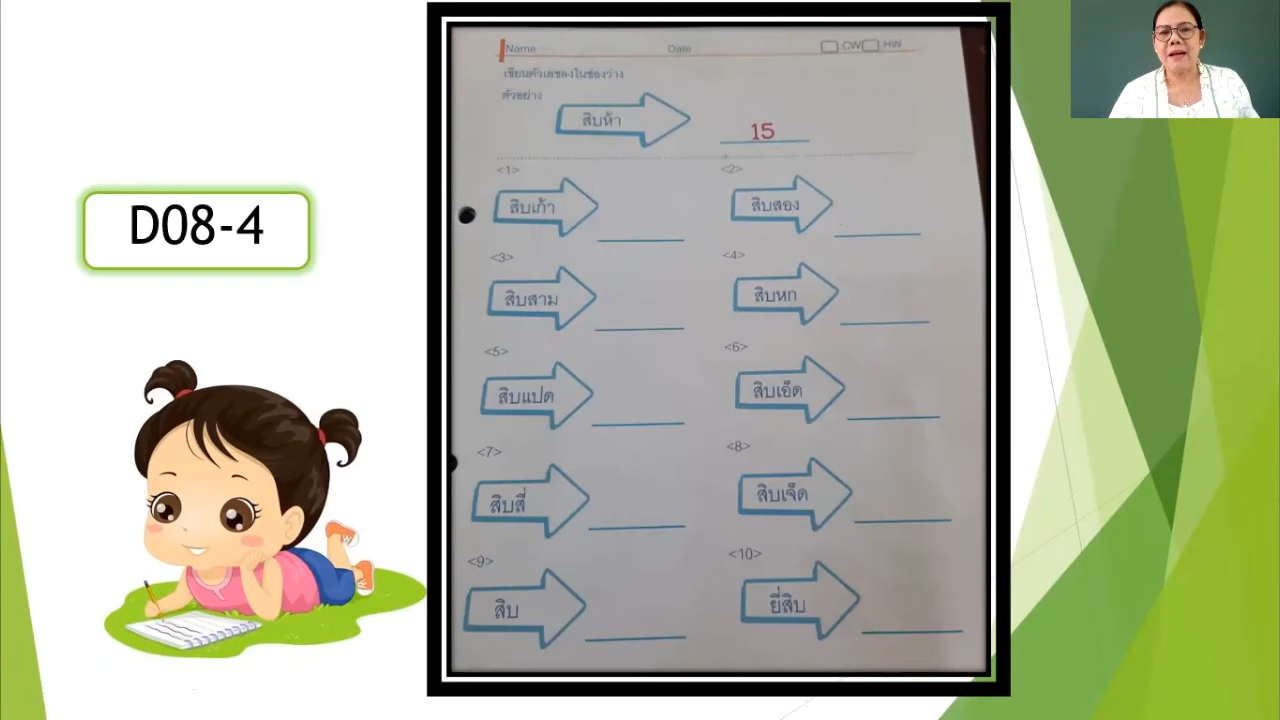 D08-4
Name Date CW HW
เขียนตัวเลขลงในช่องว่าง
ตัวอย่าง
สิบห้า 15
<1> <2>
สิบเก้า สิบสอง
<3> <4>
สิบสาม สิบหก
<5> <6>
สิบแปด สิบเอ็ด
<7> <8>
สิบสี่ สิบเจ็ด
<9> <10>
สิบ ยี่สิบ